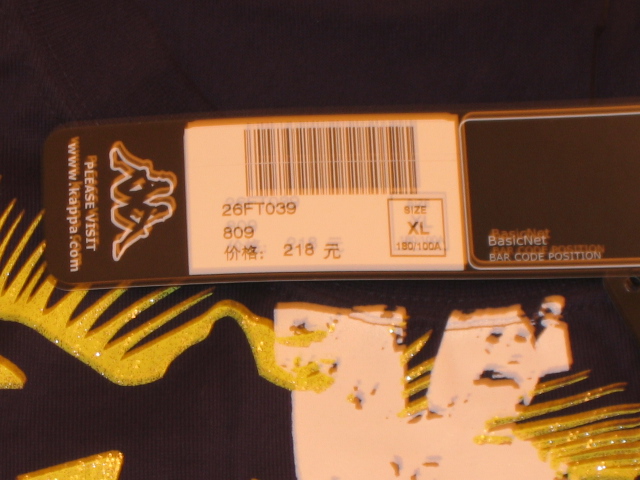 PLEASE VISIT
www.kappa.com
26FT039
809
价格: 218 元
SIZE
XL
180/100A
BasicNet
BAR CODE POSITION